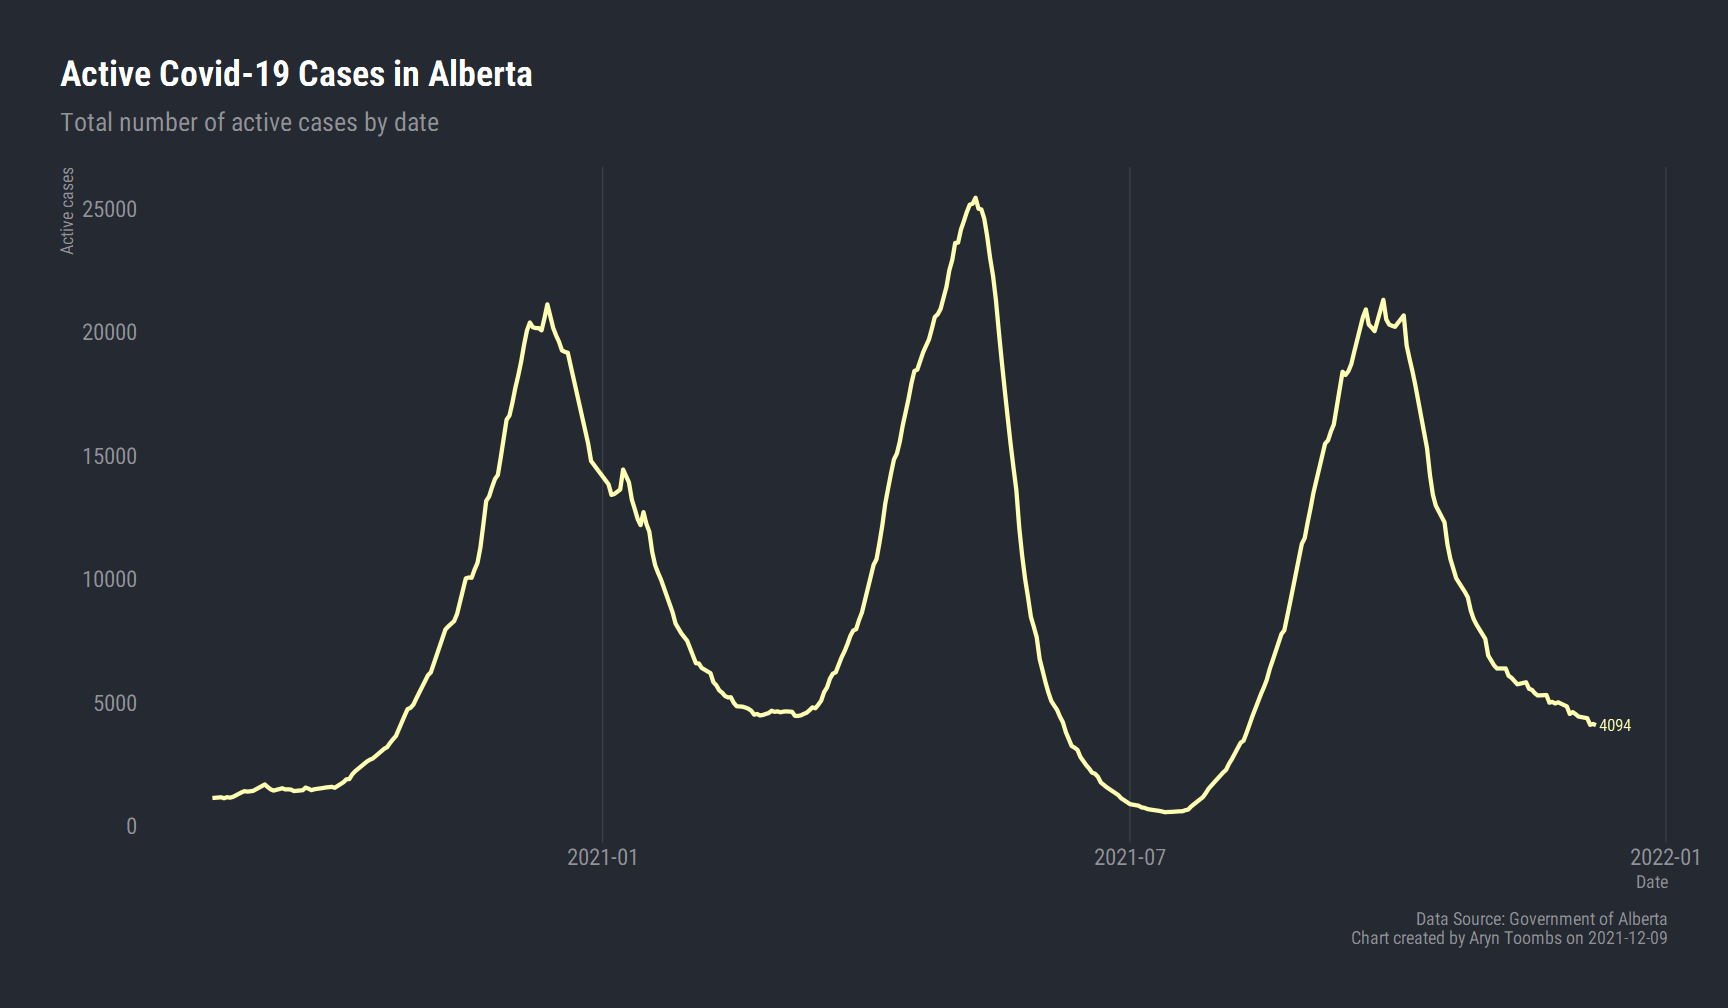 Active Covid-19 Cases in Alberta
Total number of active cases by date
Active cases
25000
20000
15000
10000
5000
0
4094
2021-01
2021-07
2022-01
Date
Data Source: Government of Alberta
Chart created by Aryn Toombs on 2021-12-09